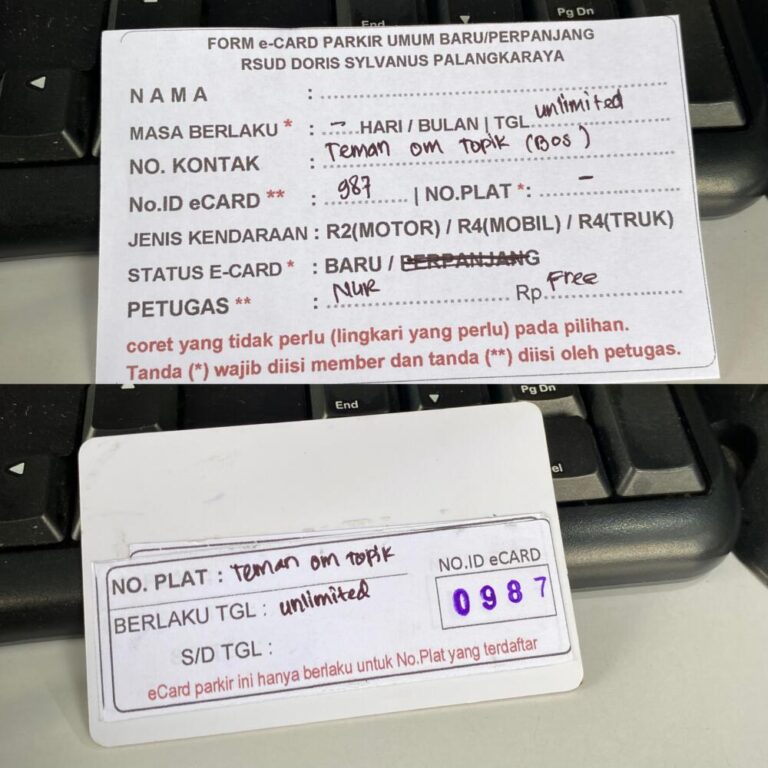 End
Pg Dn
FORM e-CARD PARKIR UMUM BARU/PERPANJANG
RSUD DORIS SYLVANUS PALANGKARAYA
N A M A :
MASA BERLAKU * : - HARI / BULAN | TGL unlimited
NO. KONTAK : Teman om Topik (Bos)
No.ID eCARD ** : 987 | NO.PLAT *: -
JENIS KENDARAAN : R2(MOTOR) / R4(MOBIL) / R4(TRUK)
STATUS E-CARD * : BARU / PERPANJANG
PETUGAS ** : Nur Rp Free
coret yang tidak perlu (lingkari yang perlu) pada pilihan.
Tanda (*) wajib diisi member dan tanda (**) diisi oleh petugas.
End
Pg Dn
el
NO. PLAT : Teman om Topik
BERLAKU TGL : unlimited
S/D TGL :
NO.ID eCARD
0987
eCard parkir ini hanya berlaku untuk No.Plat yang terdaftar